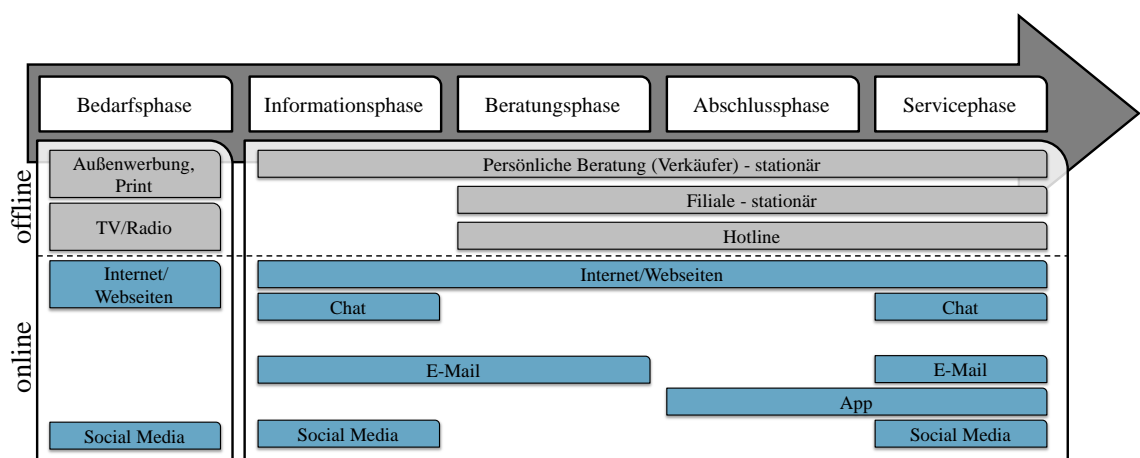 Bedarfsphase
Informationsphase
Beratungsphase
Abschlussphase
Servicephase
offline
Außenwerbung,
Print
Persönliche Beratung (Verkäufer) - stationär
Filiale - stationär
TV/Radio
Hotline
online
Internet/
Webseiten
Internet/Webseiten
Chat
Chat
E-Mail
E-Mail
App
Social Media
Social Media
Social Media